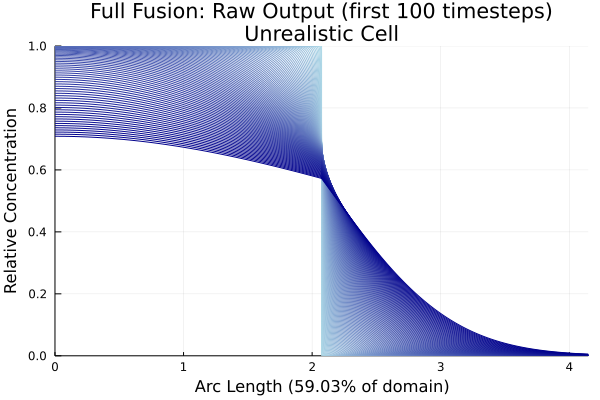 Full Fusion: Raw Output (first 100 timesteps)
Unrealistic Cell
1.0
0.8
0.6
0.4
0.2
0.0
Relative Concentration
0 1 2 3 4
Arc Length (59.03% of domain)